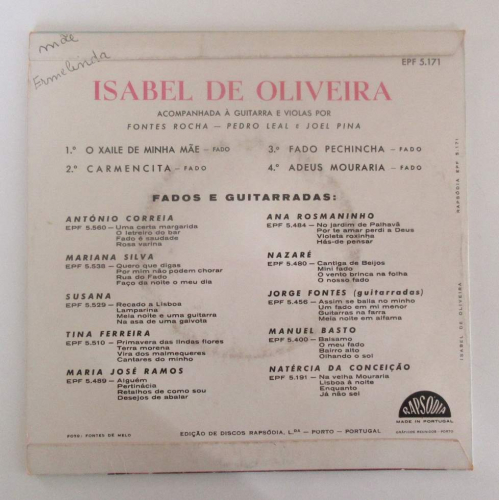 mãe
Ermelinda
EPF 5.171
ISABEL DE OLIVEIRA
ACOMPANHADA À GUITARRA E VIOLAS POR
FONTES ROCHA — PEDRO LEAL E JOEL PINA
1.º O XAILE DE MINHA MÃE – FADO
2.º CARMENCITA – FADO
3.º FADO PECHINCHA – FADO
4.º ADEUS MOURARIA – FADO
FADOS E GUITARRADAS:
ANTÓNIO CORREIA
EPF 5.560 — Uma certa margarida
O letreiro do bar
Fado é saudade
Rosa varina
MARIANA SILVA
EPF 5.538 — Quero que digas
Por mim não podem chorar
Rua do Fado
Faço da noite o meu dia
SUSANA
EPF 5.529 — Recado a Lisboa
Lamparina
Meia noite e uma guitarra
Na asa de uma gaivota
TINA FERREIRA
EPF 5.510 — Primavera das lindas flores
Terra morena
Vira dos malmequeres
Cantares do minho
MARIA JOSÉ RAMOS
EPF 5.489 — Alguém
Pertinácia
Retalhos de como sou
Desejos de abalar
ANA ROSMANINHO
EPF 5.484 — No jardim de Palhavã
Por te amar perdi a Deus
Violeta roxinha
Hás-de pensar
NAZARÉ
EPF 5.480 — Cantiga de Beijos
Mini fado
O vento brinca na folha
O nosso fado
JORGE FONTES (guitarradas)
EPF 5.456 — Assim se baila no minho
Um fado em mi menor
Guitarras na farra
Meia noite em alfama
MANUEL BASTO
EPF 5.400 — Balsamo
O meu fado
Bairro alto
Olhando o sol
NATÉRCIA DA CONCEIÇÃO
EPF 5.191 — Na velha Mouraria
Lisboa à noite
Enquanto
Já não sei
RAPSÓDIA EPF 5.171
ISABEL DE OLIVEIRA
RAPSÓDIA
MADE IN PORTUGAL
FOTO: FONTES DE MELO
EDIÇÃO DE DISCOS RAPSÓDIA, L.DA — PORTO – PORTUGAL